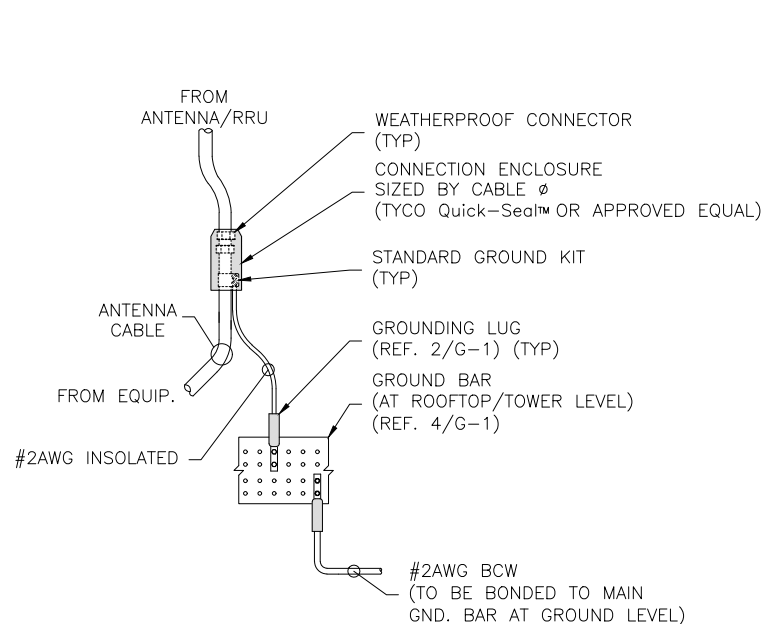 FROM
ANTENNA/RRU
WEATHERPROOF CONNECTOR
(TYP)
CONNECTION ENCLOSURE
SIZED BY CABLE ø
(TYCO Quick-Seal™ OR APPROVED EQUAL)
STANDARD GROUND KIT
(TYP)
ANTENNA
CABLE
GROUNDING LUG
(REF. 2/G-1) (TYP)
FROM EQUIP.
GROUND BAR
(AT ROOFTOP/TOWER LEVEL)
(REF. 4/G-1)
#2AWG INSOLATED
#2AWG BCW
(TO BE BONDED TO MAIN
GND. BAR AT GROUND LEVEL)